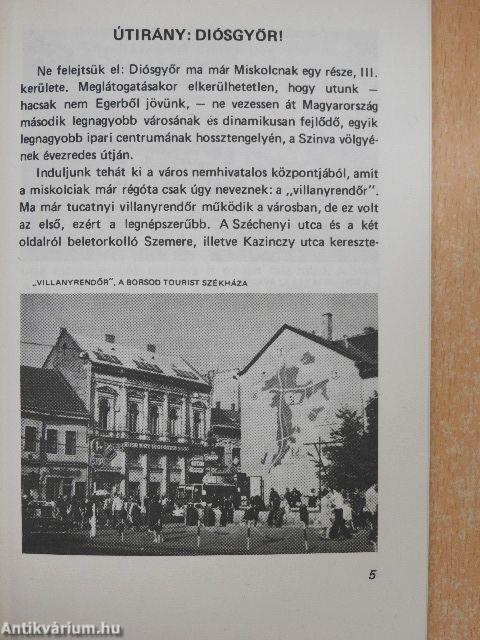 ÚTIRÁNY: DIÓSGYŐR!
Ne felejtsük el: Diósgyőr ma már Miskolcnak egy része, III.
kerülete. Meglátogatásakor elkerülhetetlen, hogy utunk —
hacsak nem Egerből jövünk, — ne vezessen át Magyarország
második legnagyobb városának és dinamikusan fejlődő, egyik
legnagyobb ipari centrumának hossztengelyén, a Szinva völgyé-
nek évezredes útján.
Induljunk tehát ki a város nemhivatalos központjából, amit
a miskolciak már régóta csak úgy neveznek: a „villanyrendőr”.
Ma már tucatnyi villanyrendőr működik a városban, de ez volt
az első, ezért a legnépszerűbb. A Széchenyi utca és a két
oldalról beletorkolló Szemere, illetve Kazinczy utca kereszte-
„VILLANYRENDŐR”, A BORSOD TOURIST SZÉKHÁZA
5
Antikvárium.hu